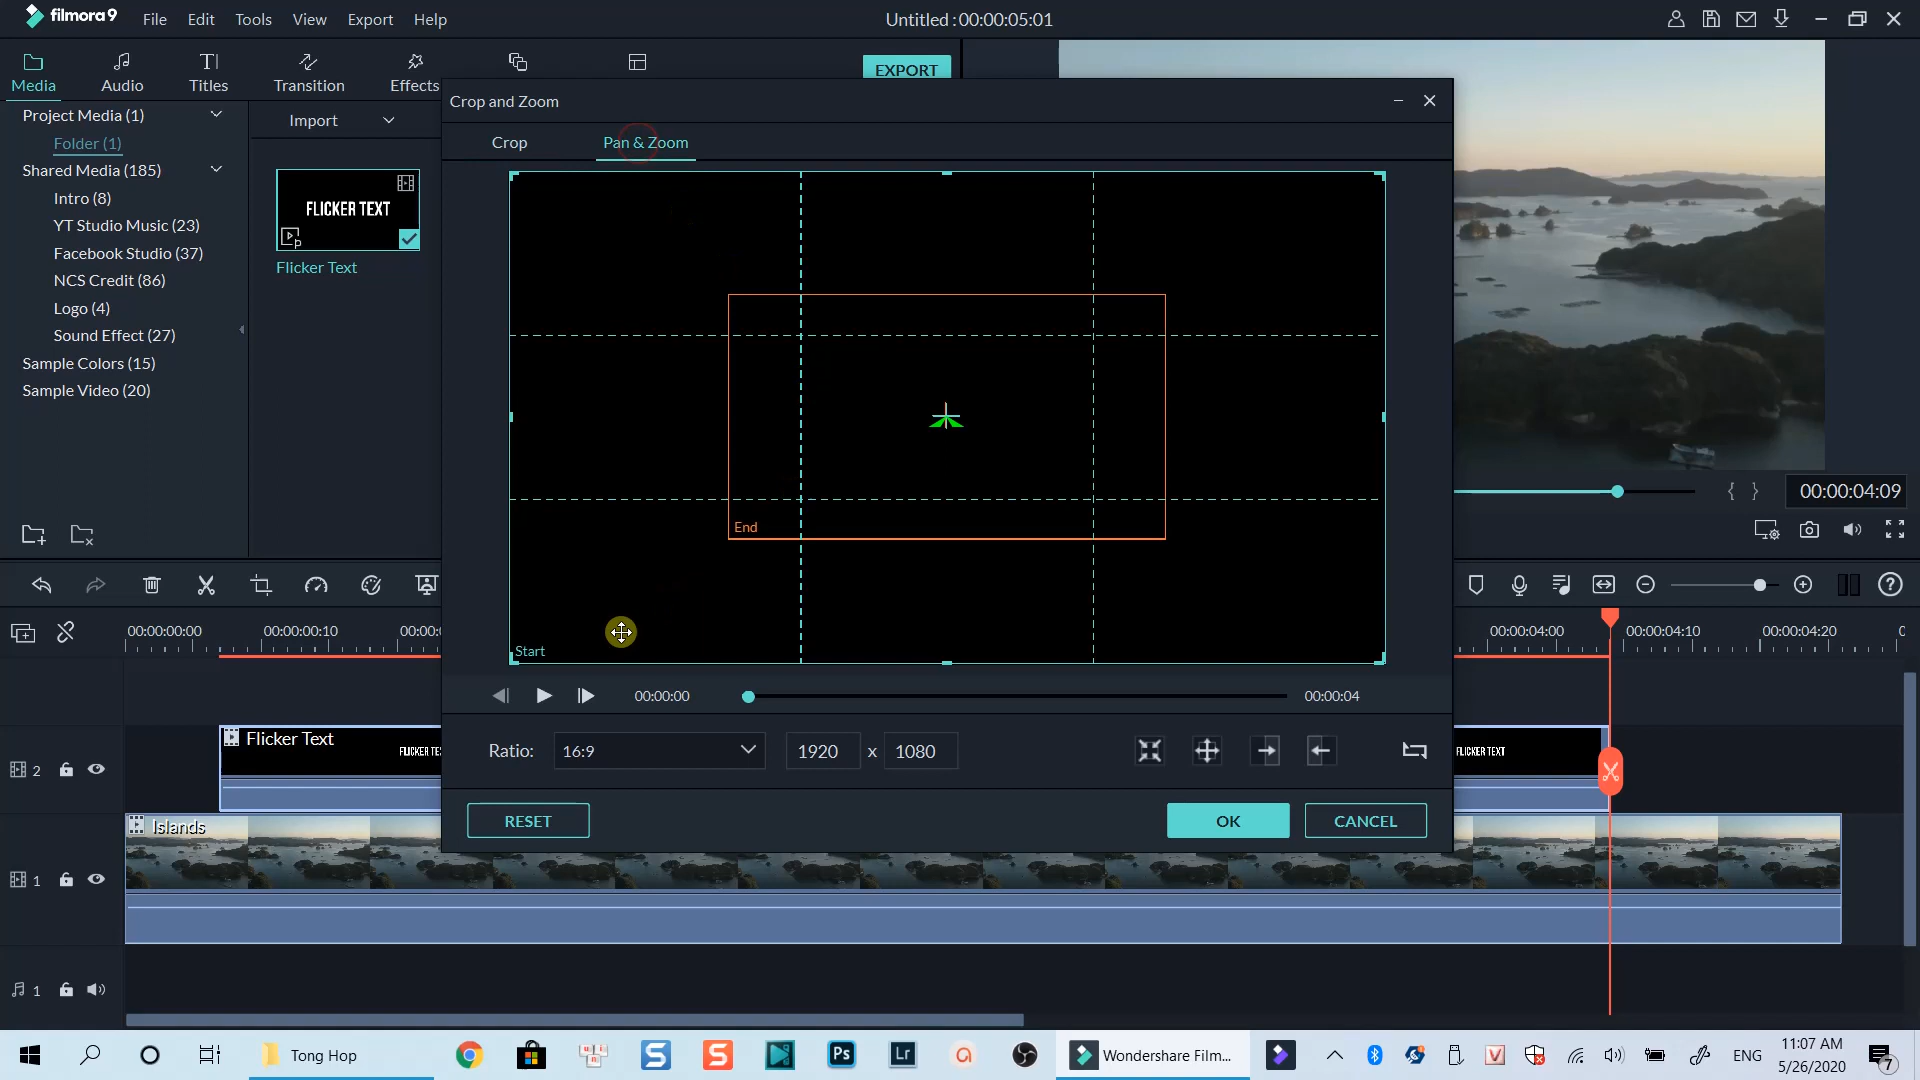 filmora9
File Edit Tools View Export Help
Untitled : 00:00:05:01
Media Audio Titles Transition Effects
EXPORT
Project Media (1)
Folder (1)
Shared Media (185)
Intro (8)
YT Studio Music (23)
Facebook Studio (37)
NCS Credit (86)
Logo (4)
Sound Effect (27)
Sample Colors (15)
Sample Video (20)
Import
FLICKER TEXT
Flicker Text
Crop and Zoom
Crop Pan & Zoom
End
Start
00:00:00 00:00:04
Ratio: 16:9 1920 x 1080
RESET OK CANCEL
00:00:04:09
00:00:00:00 00:00:00:10 00:00:04:00 00:00:04:10 00:00:04:20
2
Flicker Text
FLICKER TEXT
1
Islands
1
Tong Hop
Ps
Lr
Wondershare Film...
ENG
11:07 AM
5/26/2020
7